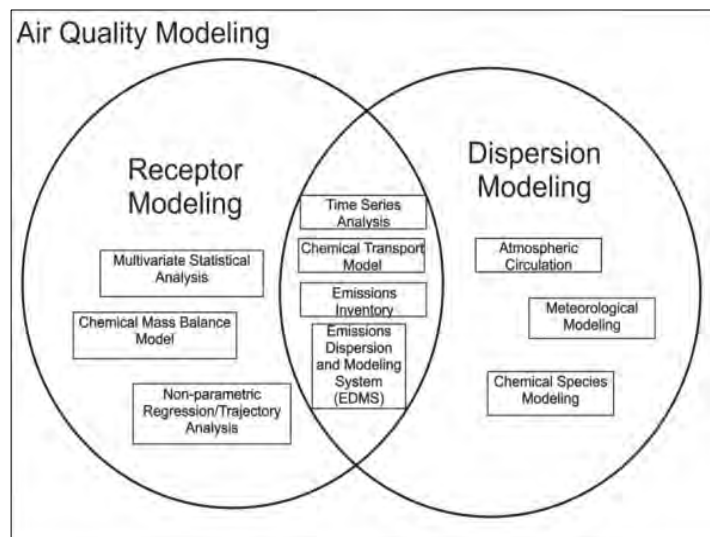 Air Quality Modeling
Receptor
Modeling
Multivariate Statistical
Analysis
Chemical Mass Balance
Model
Non-parametric
Regression/Trajectory
Analysis
Time Series
Analysis
Chemical Transport
Model
Emissions
Inventory
Emissions
Dispersion
and Modeling
System
(EDMS)
Dispersion
Modeling
Atmospheric
Circulation
Meteorological
Modeling
Chemical Species
Modeling